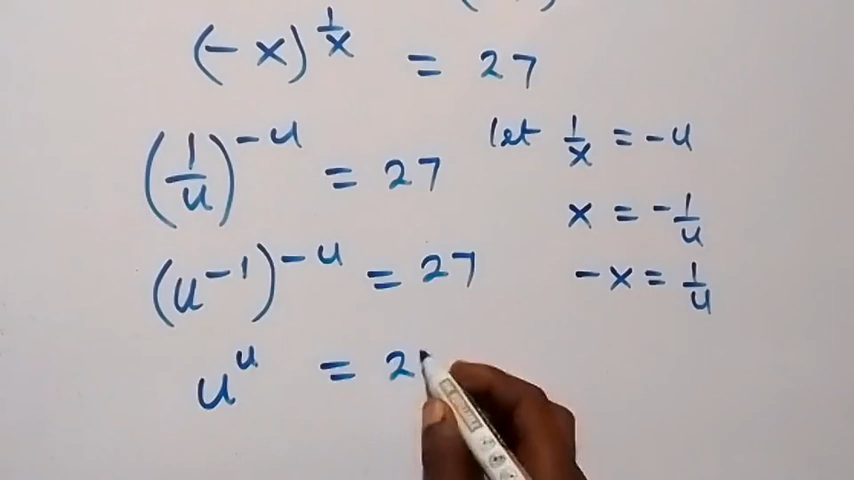 (-x)^{1/x} = 27
(1/u)^{-u} = 27
let 1/x = -u
x = -1/u
(u^{-1})^{-u} = 27
-x = 1/u
u^u = 2